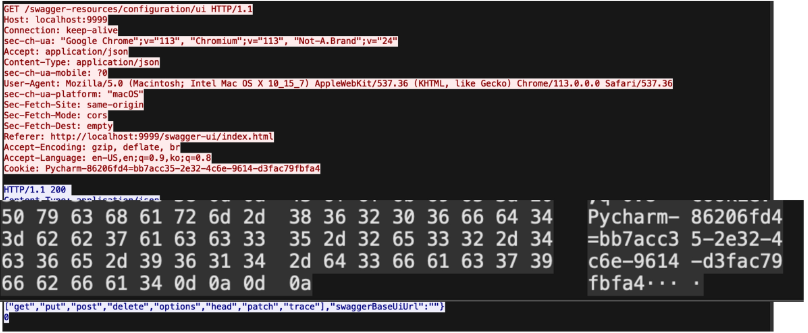 GET /swagger-resources/configuration/ui HTTP/1.1
Host: localhost:9999
Connection: keep-alive
sec-ch-ua: "Google Chrome";v="113", "Chromium";v="113", "Not-A.Brand";v="24"
Accept: application/json
Content-Type: application/json
sec-ch-ua-mobile: ?0
User-Agent: Mozilla/5.0 (Macintosh; Intel Mac OS X 10_15_7) AppleWebKit/537.36 (KHTML, like Gecko) Chrome/113.0.0.0 Safari/537.36
sec-ch-ua-platform: "macOS"
Sec-Fetch-Site: same-origin
Sec-Fetch-Mode: cors
Sec-Fetch-Dest: empty
Referer: http://localhost:9999/swagger-ui/index.html
Accept-Encoding: gzip, deflate, br
Accept-Language: en-US,en;q=0.9,ko;q=0.8
Cookie: Pycharm-86206fd4=bb7acc35-2e32-4c6e-9614-d3fac79fbfa4
HTTP/1.1 200
Content-Type: application/json
50 79 63 68 61 72 6d 2d 38 36 32 30 36 66 64 34 Pycharm- 86206fd4
3d 62 62 37 61 63 63 33 35 2d 32 65 33 32 2d 34 =bb7acc3 5-2e32-4
63 36 65 2d 39 36 31 34 2d 64 33 66 61 63 37 39 c6e-9614 -d3fac79
66 62 66 61 34 0d 0a 0d 0a fbfa4··· ·
["get","put","post","delete","options","head","patch","trace"],"swaggerBaseUiUrl":""}
0